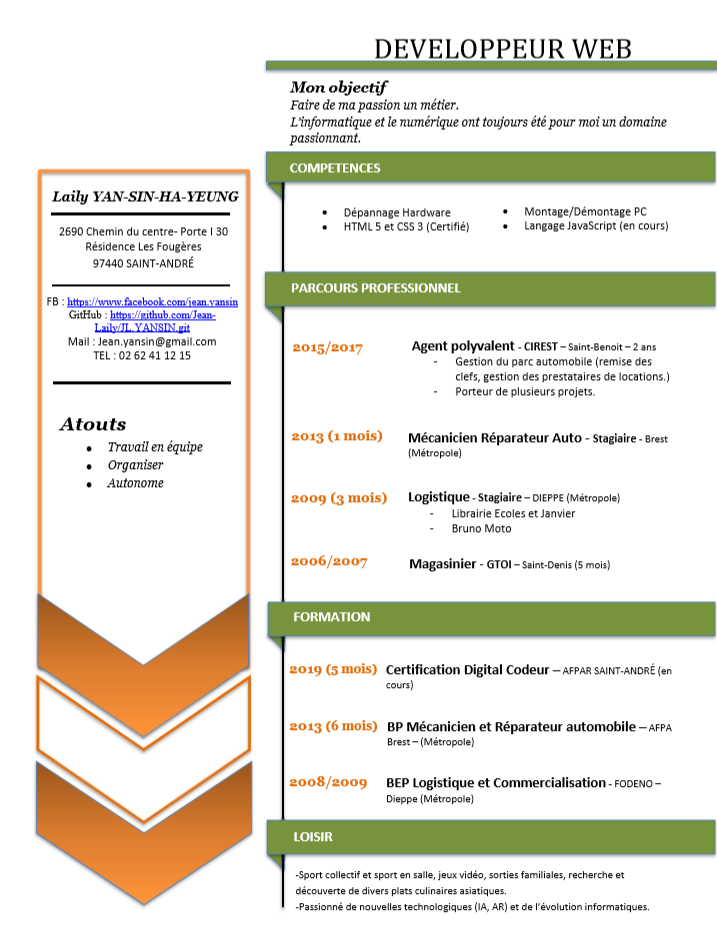 DEVELOPPEUR WEB
Mon objectif
Faire de ma passion un métier.
L'informatique et le numérique ont toujours été pour moi un domaine
passionnant.
Laily YAN-SIN-HA-YEUNG
2690 Chemin du centre- Porte I 30
Résidence Les Fougères
97440 SAINT-ANDRÉ
FB : https://www.facebook.com/jean.yansin
GitHub : https://github.com/Jean-
Laily/JL.YANSIN.git
Mail : Jean.yansin@gmail.com
TEL : 02 62 41 12 15
Atouts
• Travail en équipe
• Organiser
• Autonome
COMPETENCES
• Dépannage Hardware
• HTML 5 et CSS 3 (Certifié)
• Montage/Démontage PC
• Langage JavaScript (en cours)
PARCOURS PROFESSIONNEL
2015/2017 Agent polyvalent - CIREST – Saint-Benoit – 2 ans
- Gestion du parc automobile (remise des
clefs, gestion des prestataires de locations.)
- Porteur de plusieurs projets.
2013 (1 mois) Mécanicien Réparateur Auto - Stagiaire - Brest
(Métropole)
2009 (3 mois) Logistique - Stagiaire – DIEPPE (Métropole)
- Librairie Ecoles et Janvier
- Bruno Moto
2006/2007 Magasinier - GTOI – Saint-Denis (5 mois)
FORMATION
2019 (5 mois) Certification Digital Codeur – AFPAR SAINT-ANDRÉ (en
cours)
2013 (6 mois) BP Mécanicien et Réparateur automobile – AFPA
Brest – (Métropole)
2008/2009 BEP Logistique et Commercialisation - FODENO –
Dieppe (Métropole)
LOISIR
-Sport collectif et sport en salle, jeux vidéo, sorties familiales, recherche et
découverte de divers plats culinaires asiatiques.
-Passionné de nouvelles technologiques (IA, AR) et de l'évolution informatiques.